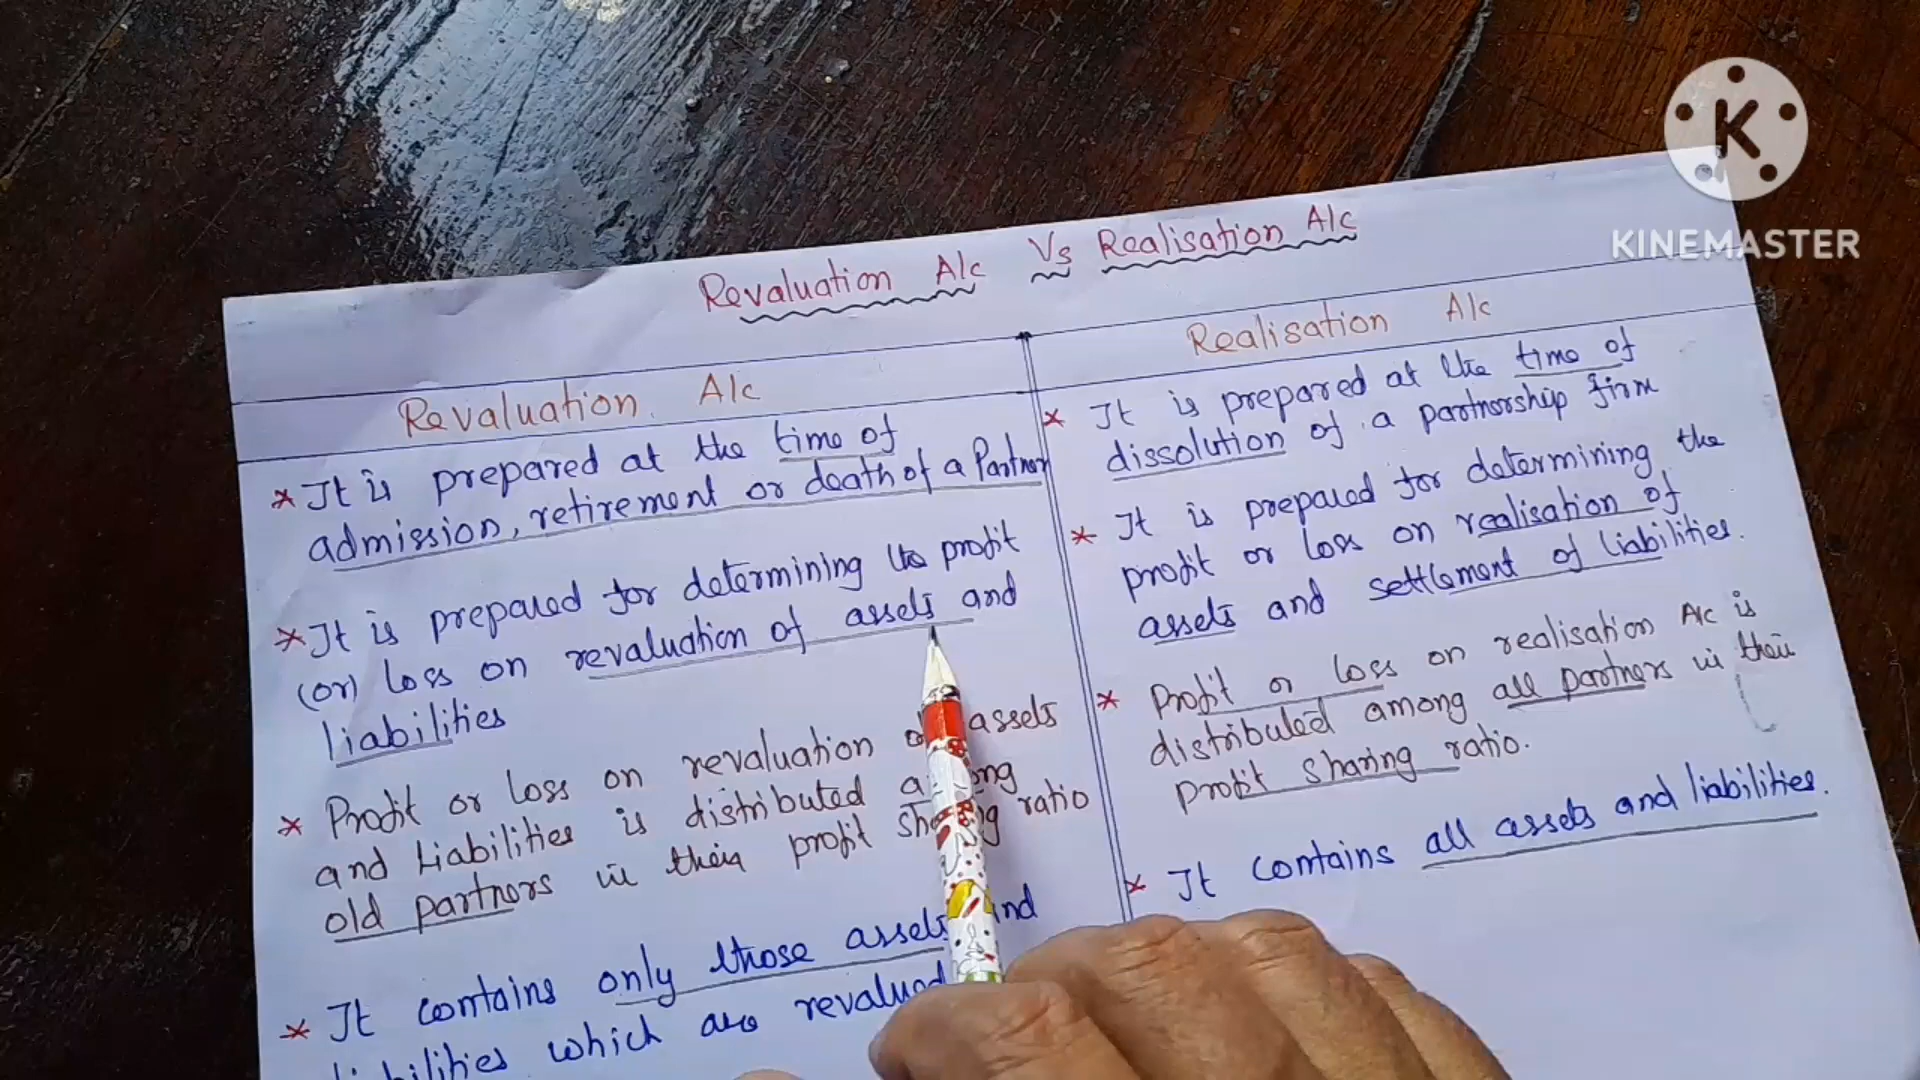 KINEMASTER
Revaluation A/c Vs Realisation A/c
Revaluation A/c
* It is prepared at the time of
admission, retirement or death of a Partner
* It is prepared for determining the profit
(or) loss on revaluation of assets and
liabilities
* Profit or loss on revaluation assets
and Liabilities is distributed among
old partners in their profit sharing ratio
* It contains only those assets and
liabilities which are revalued
Realisation A/c
* It is prepared at the time of
dissolution of a partnership firm
* It is prepared for determining the
profit or loss on realisation of
assets and settlement of liabilities.
* Profit or loss on realisation A/c is
distributed among all partners in their
profit sharing ratio.
* It contains all assets and liabilities.